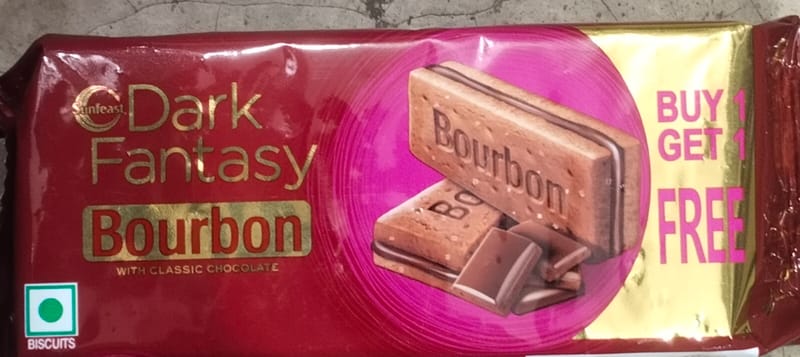 Sunfeast
Dark
Fantasy
Bourbon
WITH CLASSIC CHOCOLATE
BISCUITS
Bourbon
Bo
BUY 1
GET 1
FREE